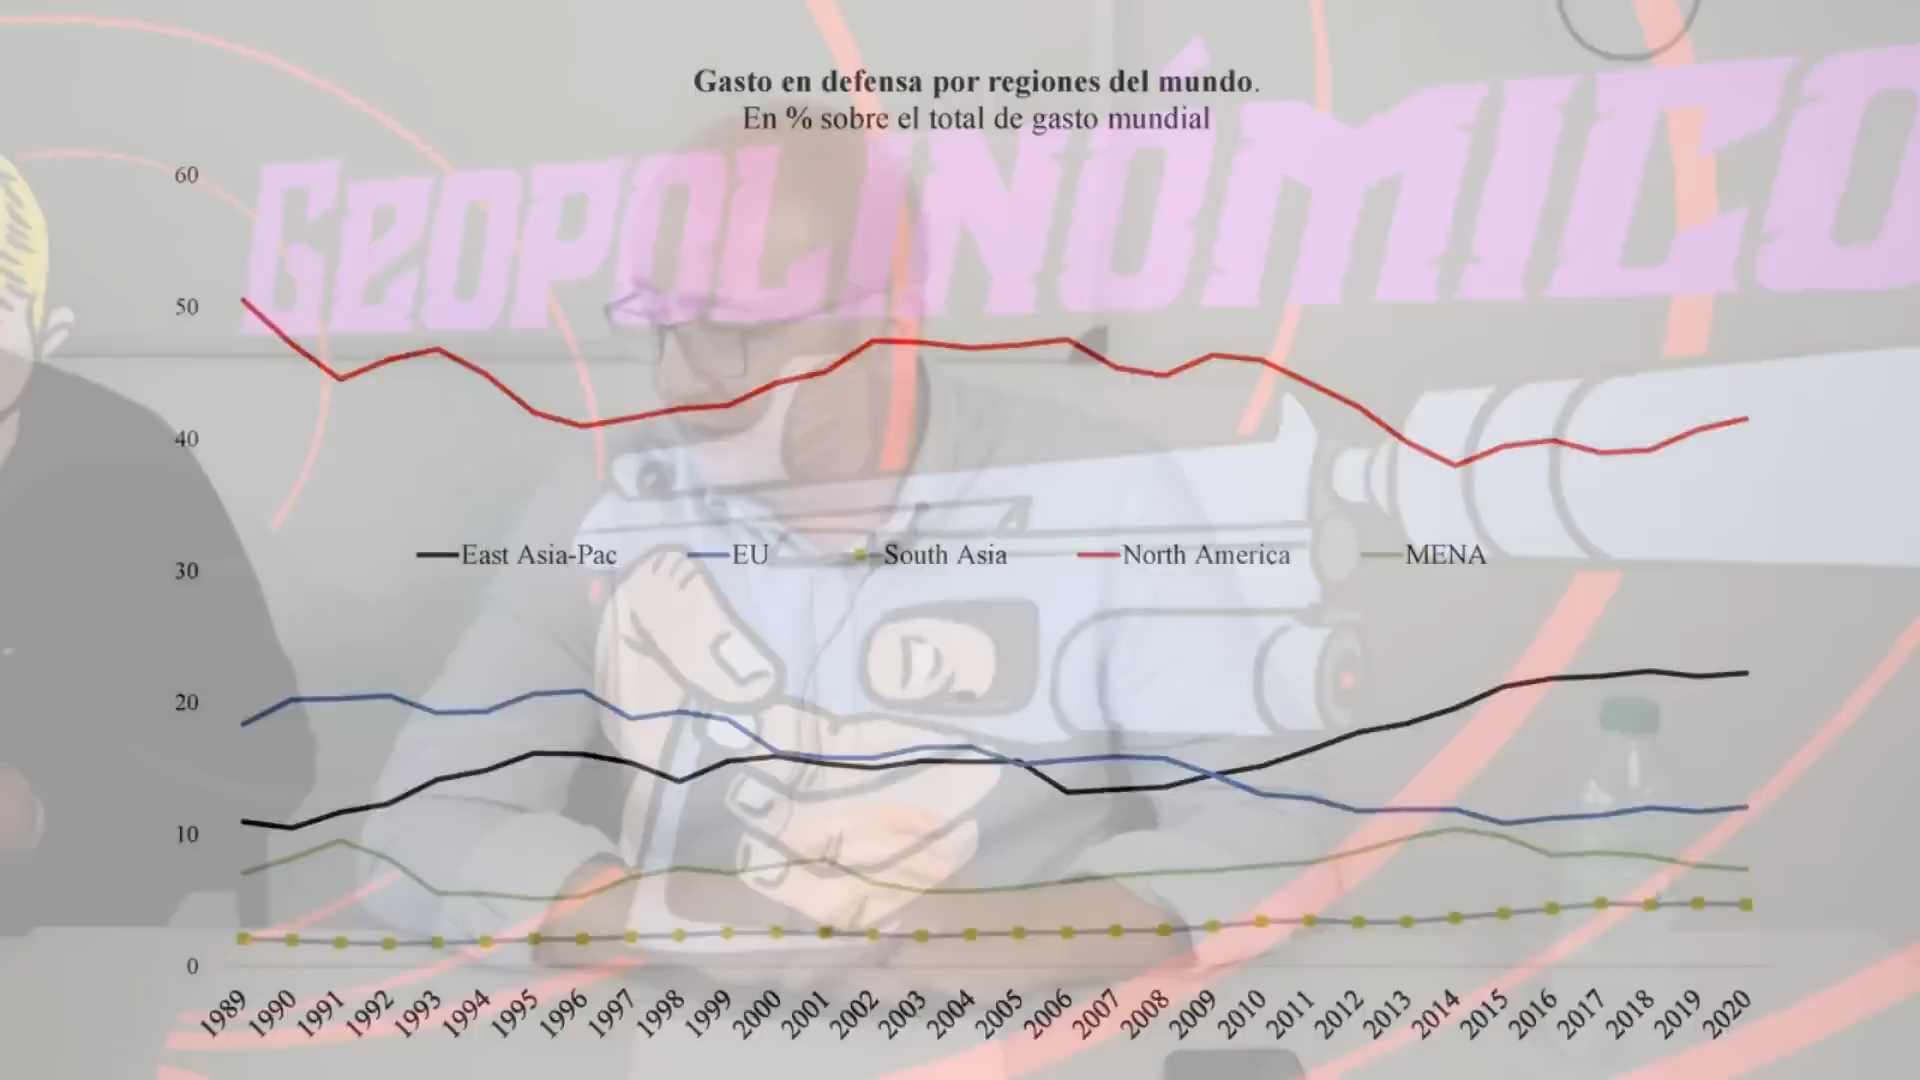 Gasto en defensa por regiones del mundo.
En % sobre el total de gasto mundial
GEOPOLINÓMICO
60
50
40
30
20
10
0
East Asia-Pac EU South Asia North America MENA
1989 1990 1991 1992 1993 1994 1995 1996 1997 1998 1999 2000 2001 2002 2003 2004 2005 2006 2007 2008 2009 2010 2011 2012 2013 2014 2015 2016 2017 2018 2019 2020